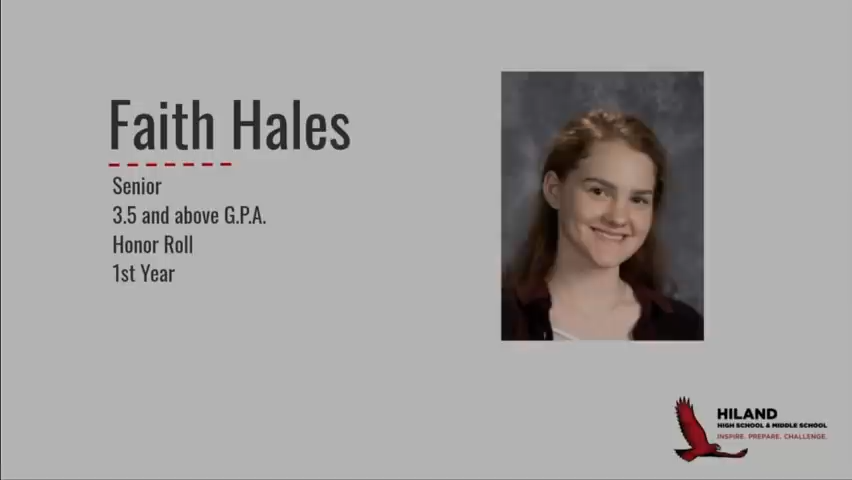 Faith Hales
Senior
3.5 and above G.P.A.
Honor Roll
1st Year
HILAND
HIGH SCHOOL & MIDDLE SCHOOL
INSPIRE. PREPARE. CHALLENGE.